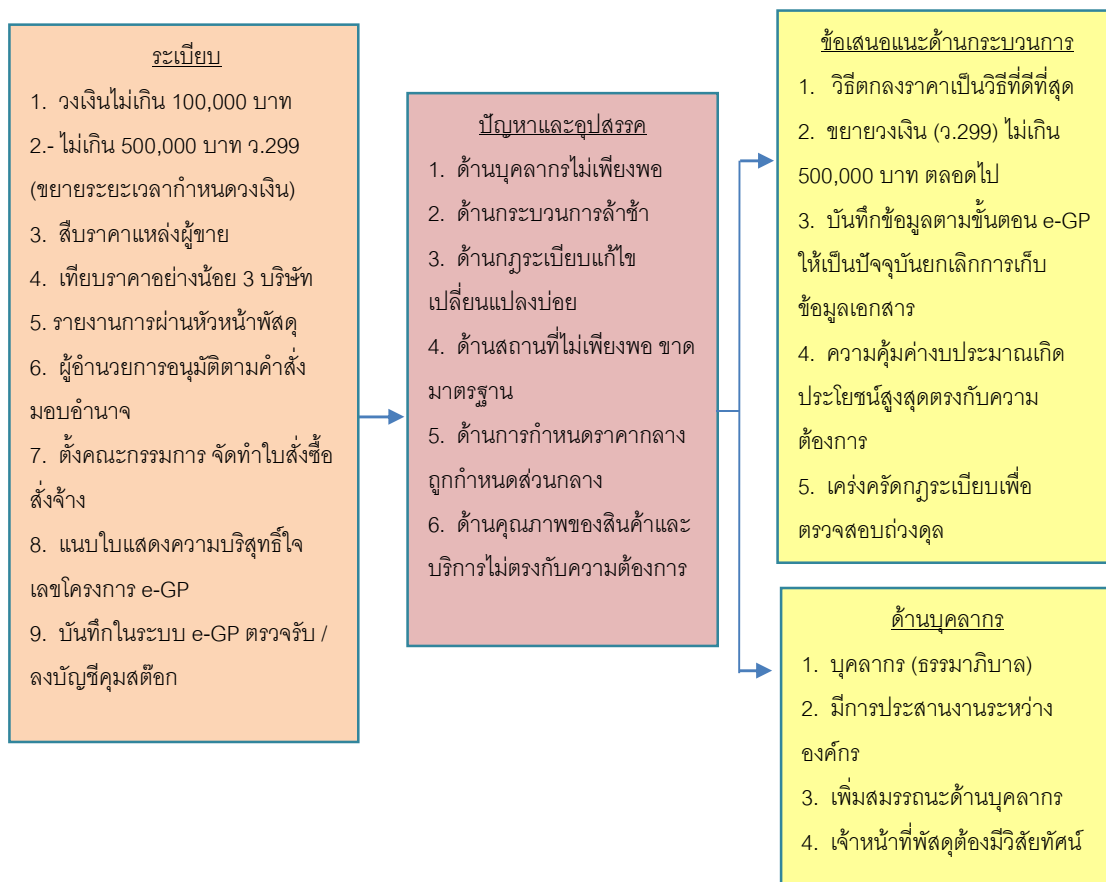 ระเบียบ
1. วงเงินไม่เกิน 100,000 บาท
2.- ไม่เกิน 500,000 บาท ว.299
(ขยายระยะเวลากำหนดวงเงิน)
3. สืบราคาแหล่งผู้ขาย
4. เทียบราคาอย่างน้อย 3 บริษัท
5. รายงานการผ่านหัวหน้าพัสดุ
6. ผู้อำนวยการอนุมัติตามคำสั่ง
มอบอำนาจ
7. ตั้งคณะกรรมการ จัดทำใบสั่งซื้อ
สั่งจ้าง
8. แนบใบแสดงความบริสุทธิ์ใจ
เลขโครงการ e-GP
9. บันทึกในระบบ e-GP ตรวจรับ /
ลงบัญชีคุมสต๊อก
ปัญหาและอุปสรรค
1. ด้านบุคลากรไม่เพียงพอ
2. ด้านกระบวนการล้าช้า
3. ด้านกฎระเบียบแก้ไข
เปลี่ยนแปลงบ่อย
4. ด้านสถานที่ไม่เพียงพอ ขาด
มาตรฐาน
5. ด้านการกำหนดราคากลาง
ถูกกำหนดส่วนกลาง
6. ด้านคุณภาพของสินค้าและ
บริการไม่ตรงกับความต้องการ
ข้อเสนอแนะด้านกระบวนการ
1. วิธีตกลงราคาเป็นวิธีที่ดีที่สุด
2. ขยายวงเงิน (ว.299) ไม่เกิน
500,000 บาท ตลอดไป
3. บันทึกข้อมูลตามขั้นตอน e-GP
ให้เป็นปัจจุบันยกเลิกการเก็บ
ข้อมูลเอกสาร
4. ความคุ้มค่างบประมาณเกิด
ประโยชน์สูงสุดตรงกับความ
ต้องการ
5. เคร่งครัดกฎระเบียบเพื่อ
ตรวจสอบถ่วงดุล
ด้านบุคลากร
1. บุคลากร (ธรรมาภิบาล)
2. มีการประสานงานระหว่าง
องค์กร
3. เพิ่มสมรรถนะด้านบุคลากร
4. เจ้าหน้าที่พัสดุต้องมีวิสัยทัศน์